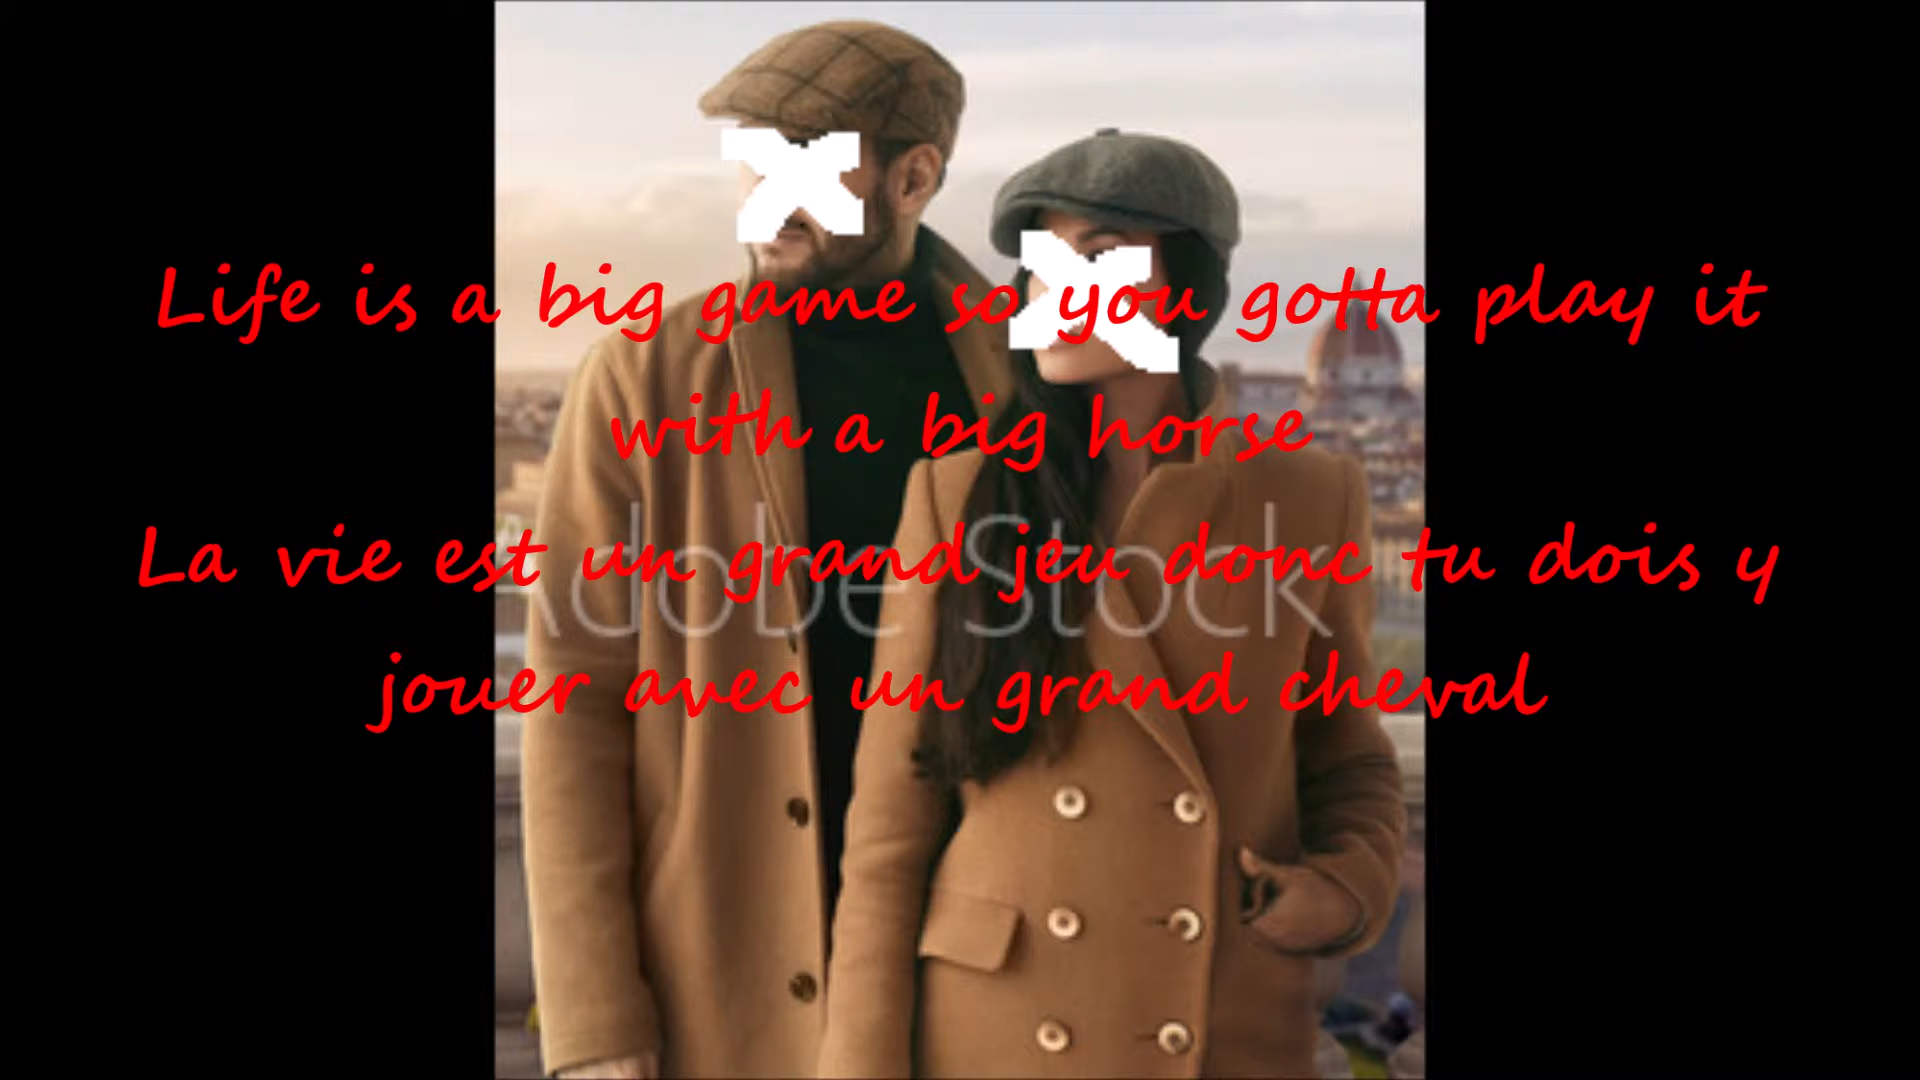 Life is a big game so you gotta play it
with a big horse
La vie est un grand jeu donc tu dois y
jouer avec un grand cheval
Adobe Stock